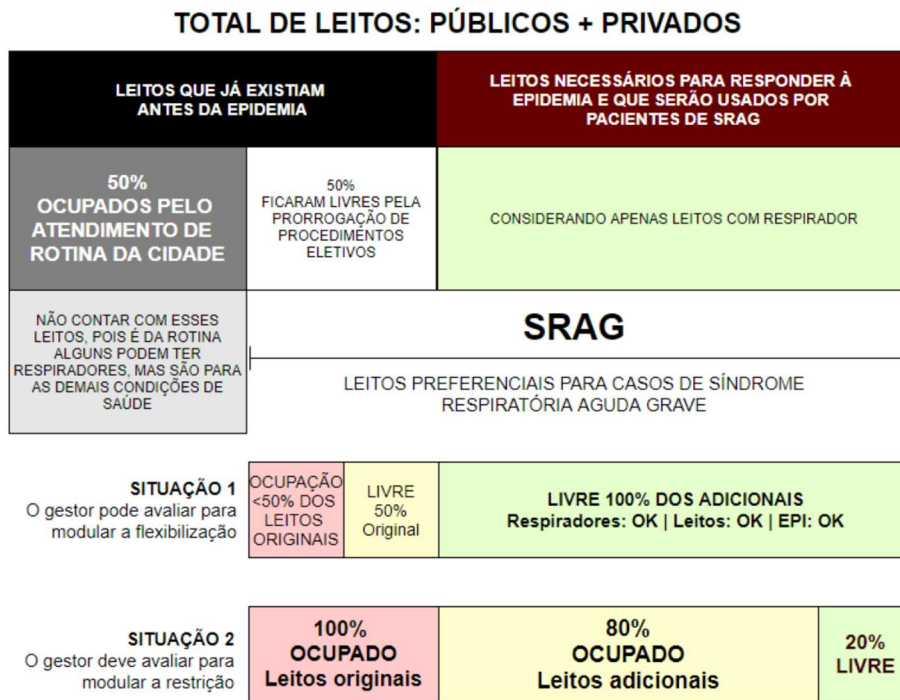 TOTAL DE LEITOS: PÚBLICOS + PRIVADOS
LEITOS QUE JÁ EXISTIAM
ANTES DA EPIDEMIA
LEITOS NECESSÁRIOS PARA RESPONDER À
EPIDEMIA E QUE SERÃO USADOS POR
PACIENTES DE SRAG
50%
OCUPADOS PELO
ATENDIMENTO DE
ROTINA DA CIDADE
50%
FICARAM LIVRES PELA
PRORROGAÇÃO DE
PROCEDIMENTOS
ELETIVOS
CONSIDERANDO APENAS LEITOS COM RESPIRADOR
NÃO CONTAR COM ESSES
LEITOS, POIS É DA ROTINA
ALGUNS PODEM TER
RESPIRADORES, MAS SÃO PARA
AS DEMAIS CONDIÇÕES DE
SAÚDE
SRAG
LEITOS PREFERENCIAIS PARA CASOS DE SÍNDROME
RESPIRATÓRIA AGUDA GRAVE
SITUAÇÃO 1
O gestor pode avaliar para
modular a flexibilização
OCUPAÇÃO
<50% DOS
LEITOS
ORIGINAIS
LIVRE
50%
Original
LIVRE 100% DOS ADICIONAIS
Respiradores: OK | Leitos: OK | EPI: OK
SITUAÇÃO 2
O gestor deve avaliar para
modular a restrição
100%
OCUPADO
Leitos originais
80%
OCUPADO
Leitos adicionais
20%
LIVRE